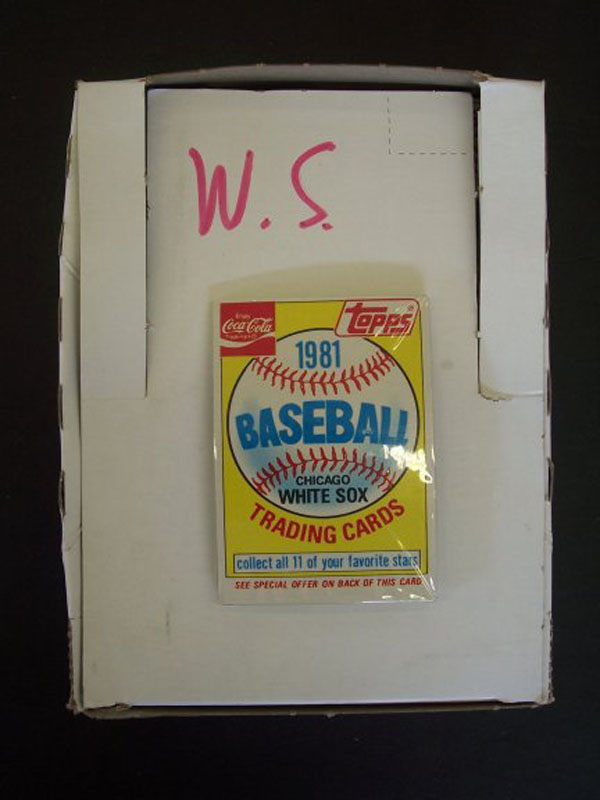 W.S.
Enjoy
Coca-Cola
Topps
1981
BASEBALL
CHICAGO
WHITE SOX
TRADING CARDS
collect all 11 of your favorite stars
SEE SPECIAL OFFER ON BACK OF THIS CARD